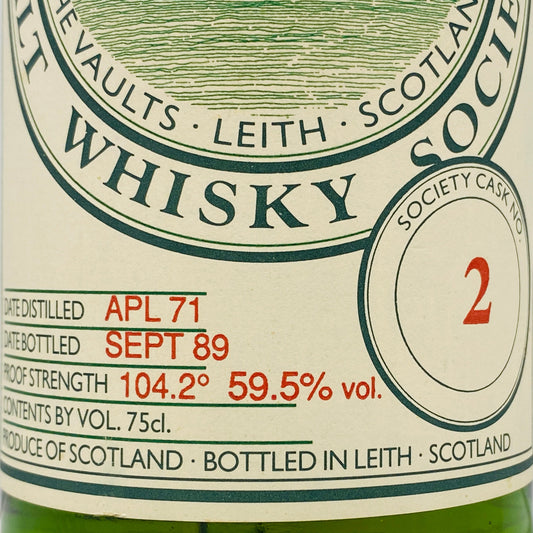 THE VAULTS · LEITH · SCOTLAND
WHISKY
SOCIETY CASK NO.
2
DATE DISTILLED APL 71
DATE BOTTLED SEPT 89
PROOF STRENGTH 104.2° 59.5% vol.
CONTENTS BY VOL. 75cl.
PRODUCE OF SCOTLAND · BOTTLED IN LEITH · SCOTLAND